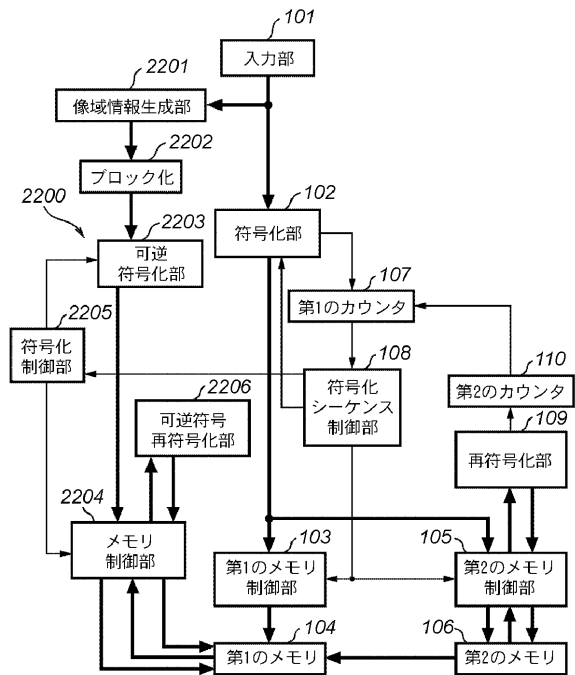 101
入力部
2201
像域情報生成部
2202
ブロック化
2200
2203
可逆
符号化部
102
符号化部
107
第1のカウンタ
2205
符号化
制御部
108
符号化
シーケンス
制御部
110
第2のカウンタ
2206
可逆符号
再符号化部
109
再符号化部
2204
メモリ
制御部
103
第1のメモリ
制御部
105
第2のメモリ
制御部
104
第1のメモリ
106
第2のメモリ